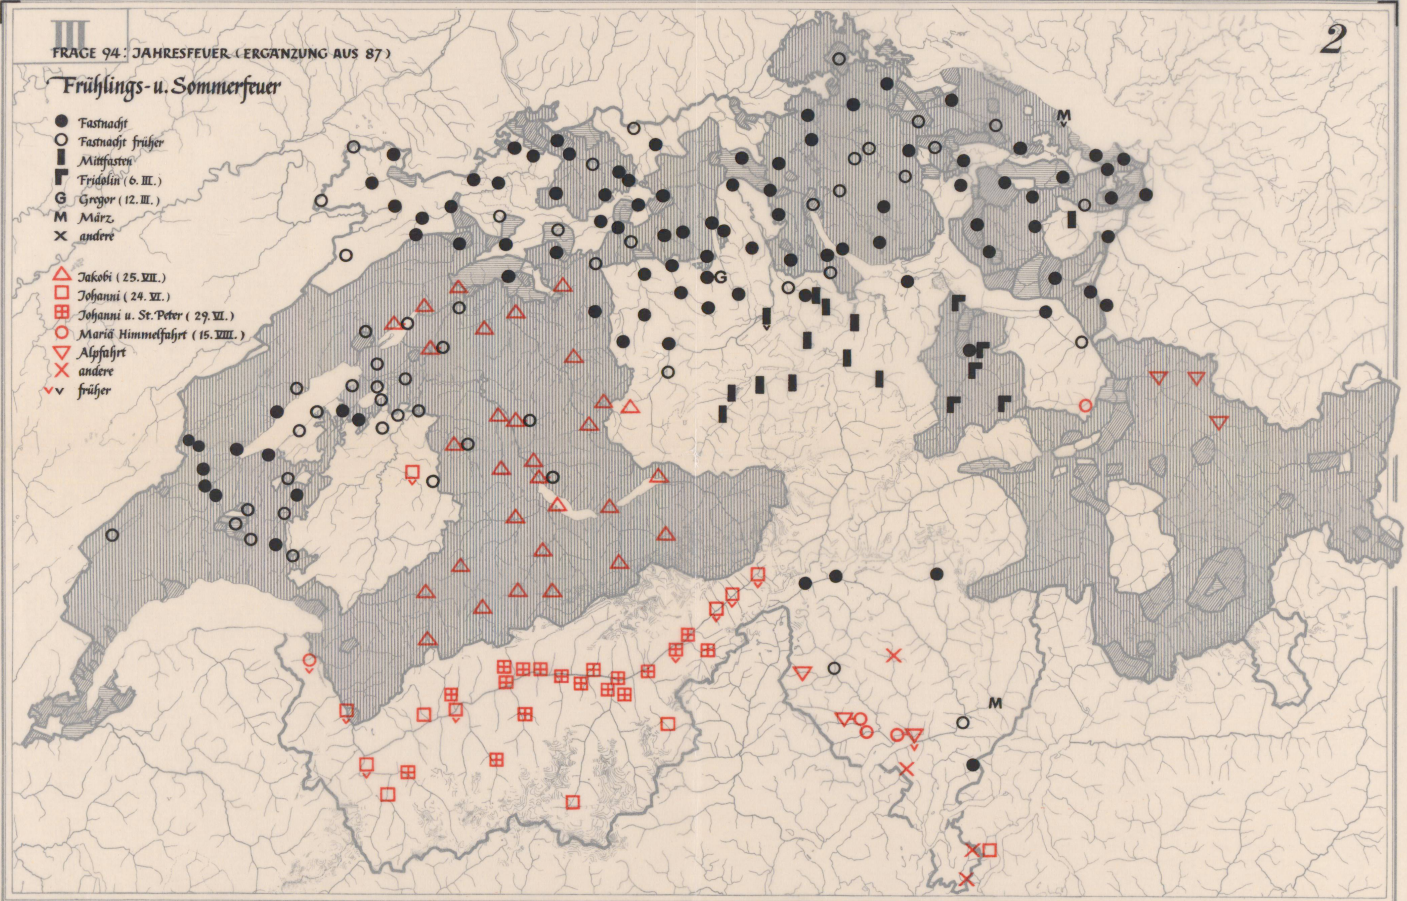 III
2
FRAGE 94: JAHRESFEUER (ERGÄNZUNG AUS 87)
Frühlings- u. Sommerfeuer
Fastnacht
Fastnacht früher
Mittfasten
Fridolin (6. III.)
G Gregor (12. III.)
M März
andere
Jakobi (25. VII.)
Johanni (24. VI.)
Johanni u. St. Peter (29. VI.)
Mariä Himmelfahrt (15. VIII.)
Alpfahrt
andere
früher
M
G
M